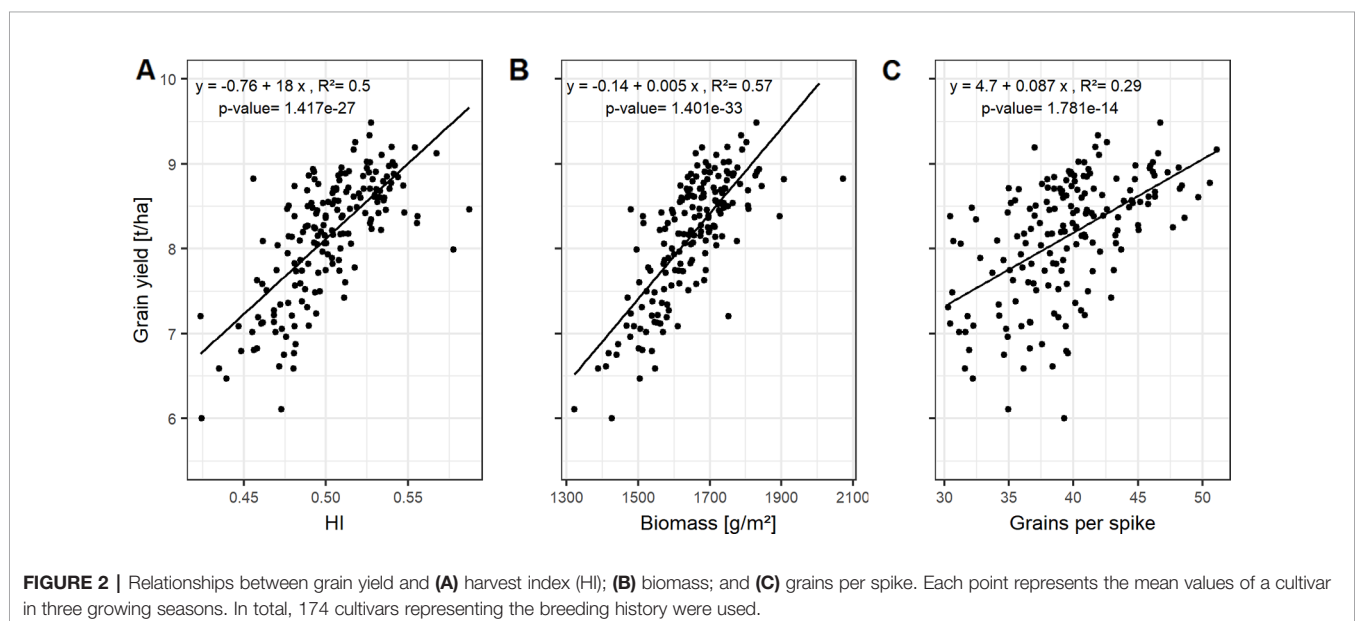 A
y = -0.76 + 18 x , R²= 0.5
p-value= 1.417e-27
B
y = -0.14 + 0.005 x , R²= 0.57
p-value= 1.401e-33
C
y = 4.7 + 0.087 x , R²= 0.29
p-value= 1.781e-14
Grain yield [t/ha]
10
9
8
7
6
0.45 0.50 0.55
HI
1300 1500 1700 1900 2100
Biomass [g/m²]
30 35 40 45 50
Grains per spike
FIGURE 2 | Relationships between grain yield and (A) harvest index (HI); (B) biomass; and (C) grains per spike. Each point represents the mean values of a cultivar
in three growing seasons. In total, 174 cultivars representing the breeding history were used.